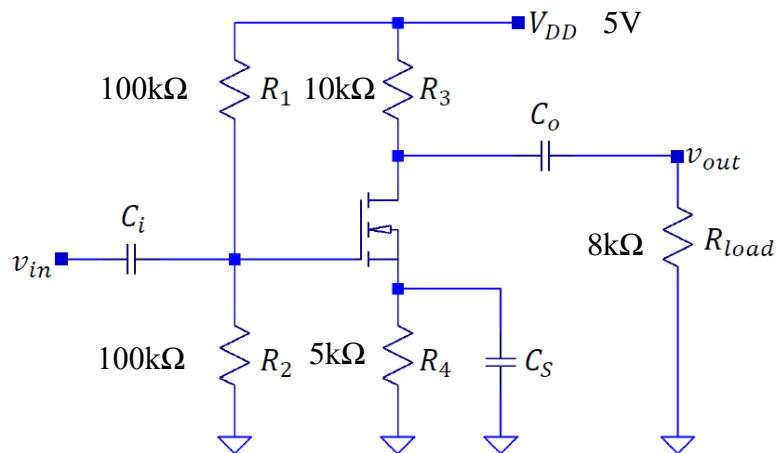 V_DD 5V
100kΩ R_1 10kΩ R_3
C_o
v_out
C_i
8kΩ R_load
v_in
100kΩ R_2 5kΩ R_4 C_S